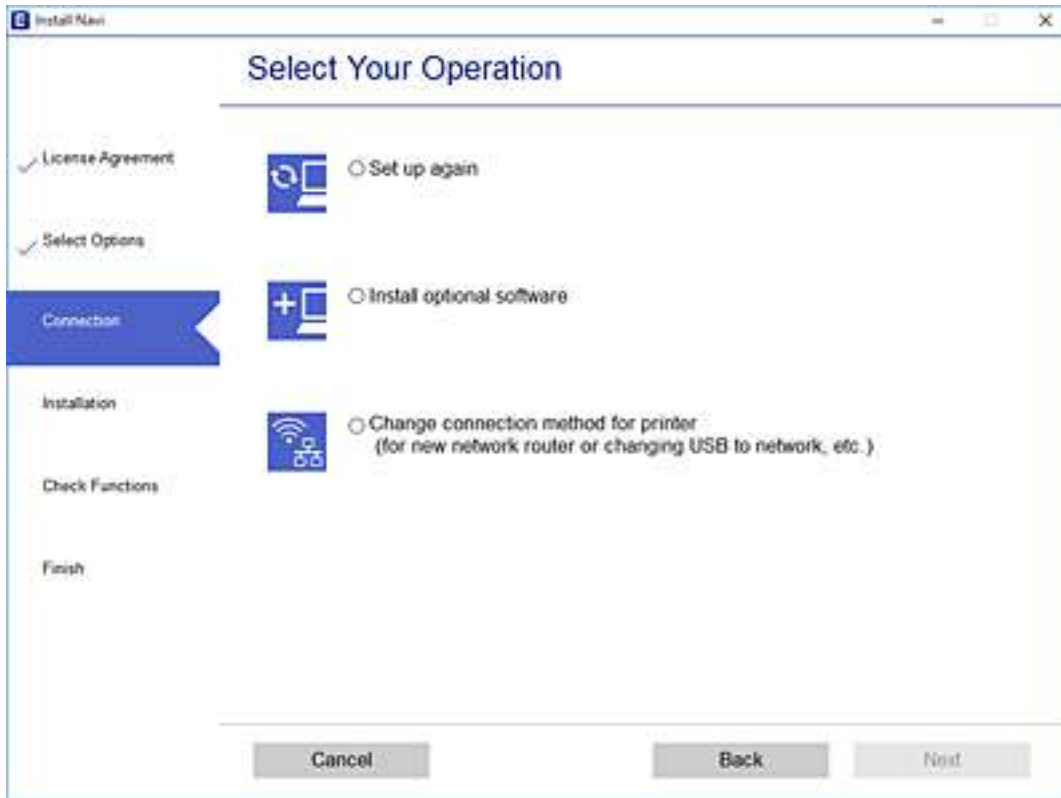 Install Navi
Select Your Operation
License Agreement
Select Options
Connection
Installation
Check Functions
Finish
Set up again
Install optional software
Change connection method for printer
(for new network router or changing USB to network, etc.)
Cancel
Back
Next